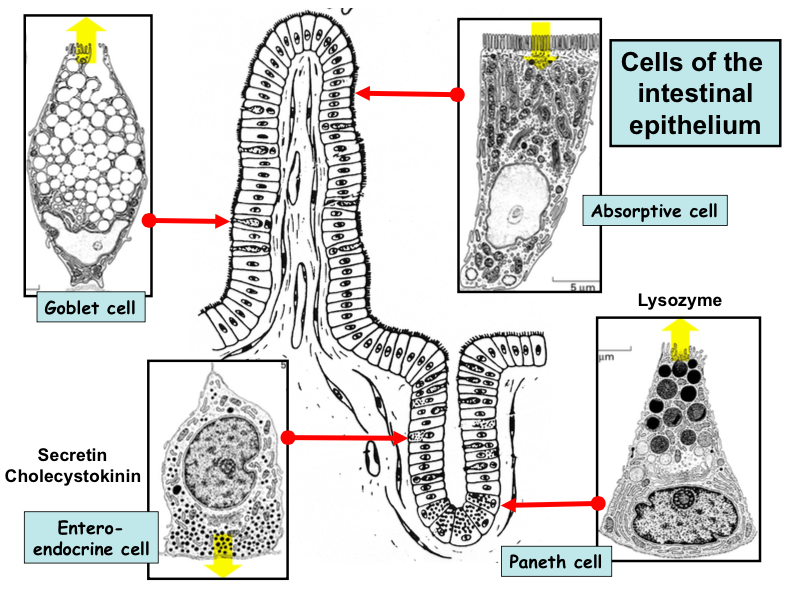 Cells of the
intestinal
epithelium
Absorptive cell
5 µm
Goblet cell
Lysozyme
µm
5
Secretin
Cholecystokinin
Entero-
endocrine cell
Paneth cell